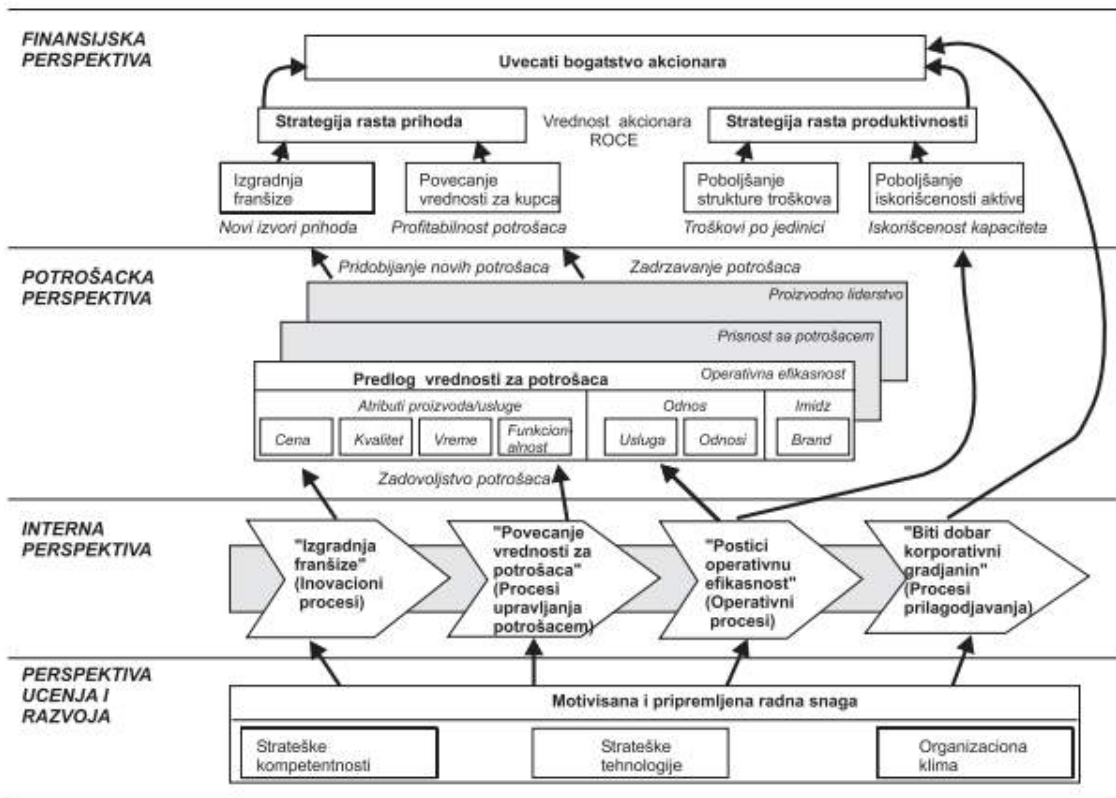 FINANSIJSKA
PERSPEKTIVA
Uvecati bogatstvo akcionara
Strategija rasta prihoda
Vrednost akcionara
ROCE
Strategija rasta produktivnosti
Izgradnja
franšize
Povecanje
vrednosti za kupca
Poboljšanje
strukture troškova
Poboljšanje
iskorišcenosti aktive
Novi izvori prihoda
Profitabilnost potrošaca
Troškovi po jedinici
Iskorišcenost kapaciteta
POTROŠACKA
PERSPEKTIVA
Pridobijanje novih potrošaca
Zadrzavanje potrošaca
Proizvodno liderstvo
Prisnost sa potrošacem
Operativna efikasnost
Predlog vrednosti za potrošaca
Atributi proizvoda/usluge
Odnos
Imidz
Cena
Kvalitet
Vreme
Funkcion-
alnost
Usluga
Odnosi
Brand
Zadovoljstvo potrošaca
INTERNA
PERSPEKTIVA
"Izgradnja
franšize"
(Inovacioni
procesi)
"Povecanje
vrednosti za
potrošaca"
(Procesi
upravljanja
potrošacem)
"Postici
operativnu
efikasnost"
(Operativni
procesi)
"Biti dobar
korporativni
gradjanin"
(Procesi
prilagodjavanja)
PERSPEKTIVA
UCENJA I
RAZVOJA
Motivisana i pripremljena radna snaga
Strateške
kompetentnosti
Strateške
tehnologije
Organizaciona
klima